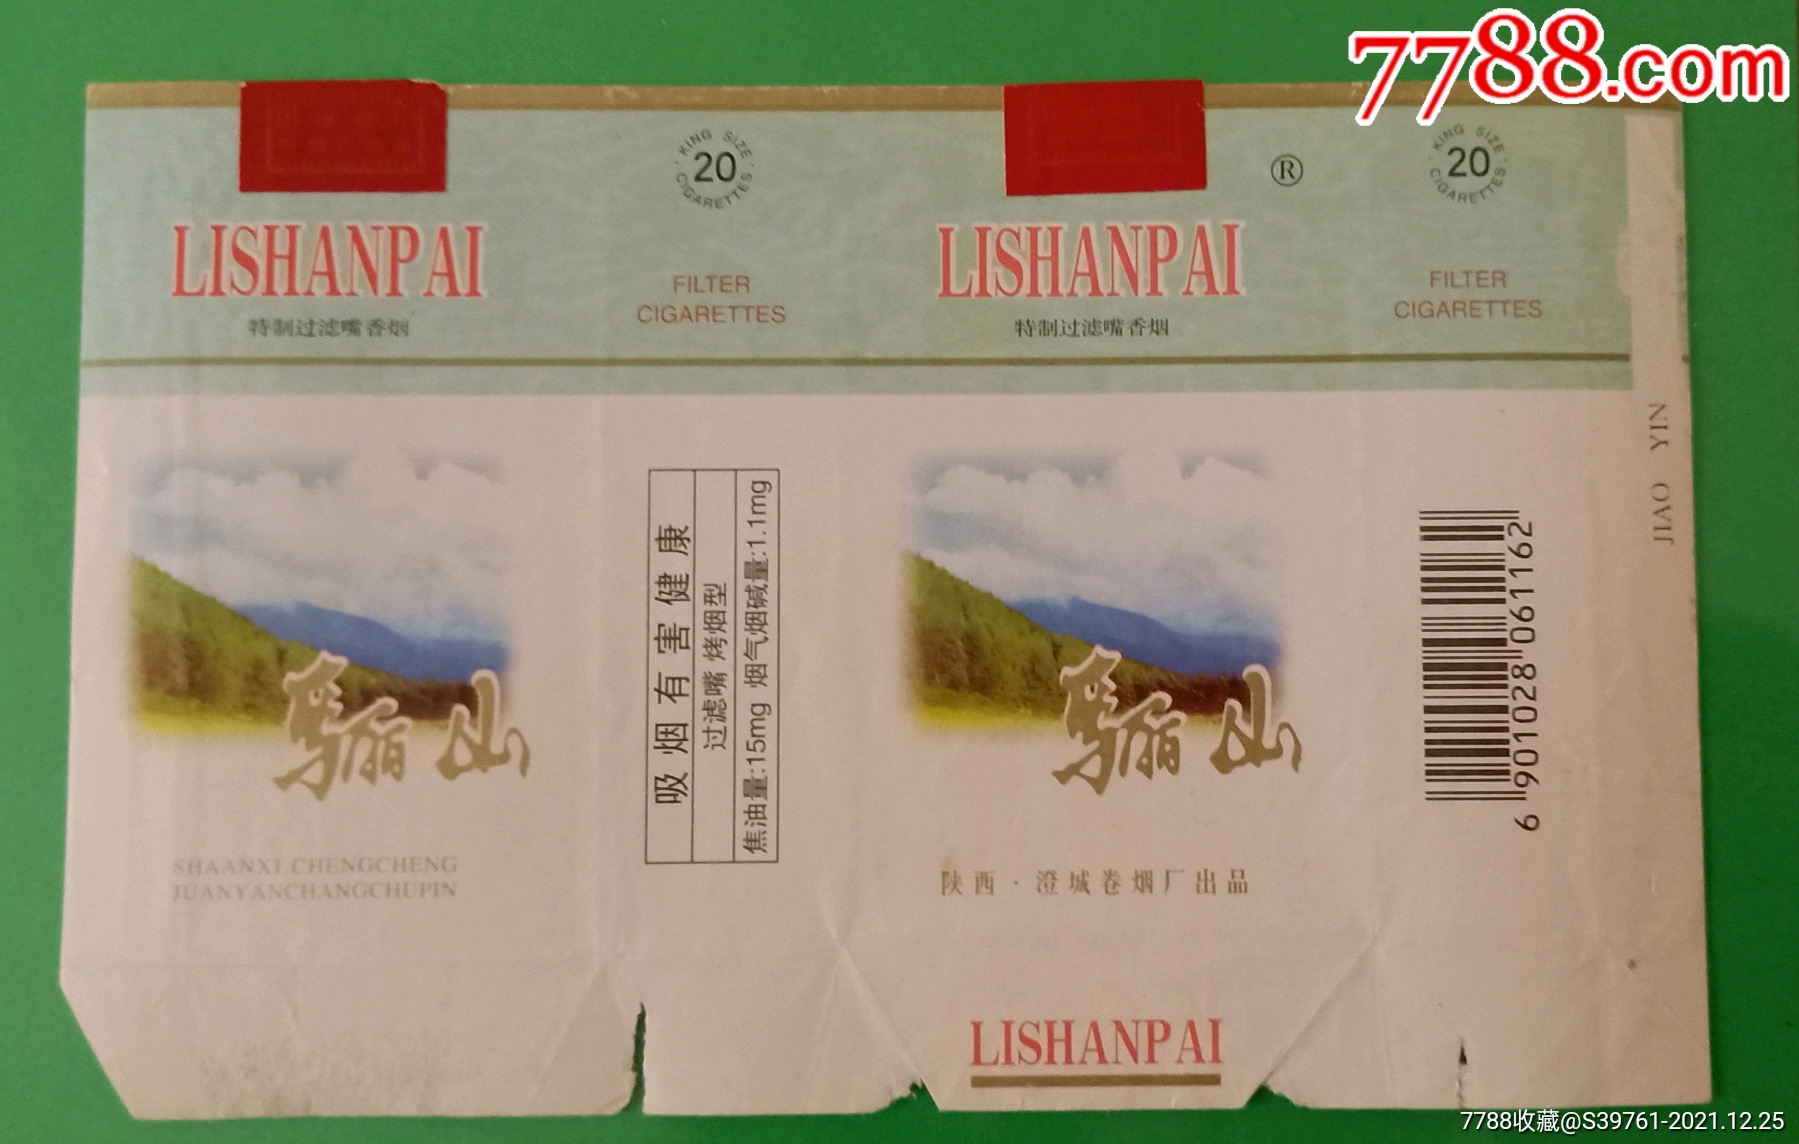 7788.com
KING SIZE
20
CIGARETTES
KING SIZE
20
CIGARETTES
®
LISHANPAI
LISHANPAI
FILTER
CIGARETTES
FILTER
CIGARETTES
特制过滤嘴香烟
特制过滤嘴香烟
JIAO YIN
吸烟有害健康
过滤嘴 烤烟型
焦油量:15mg 烟气烟碱量:1.1mg
骊山
骊山
6 901028 061162
SHAANXI CHENGCHENG
JUANYANCHANGCHUPIN
陕西·澄城卷烟厂出品
LISHANPAI
7788收藏@S39761-2021.12.25